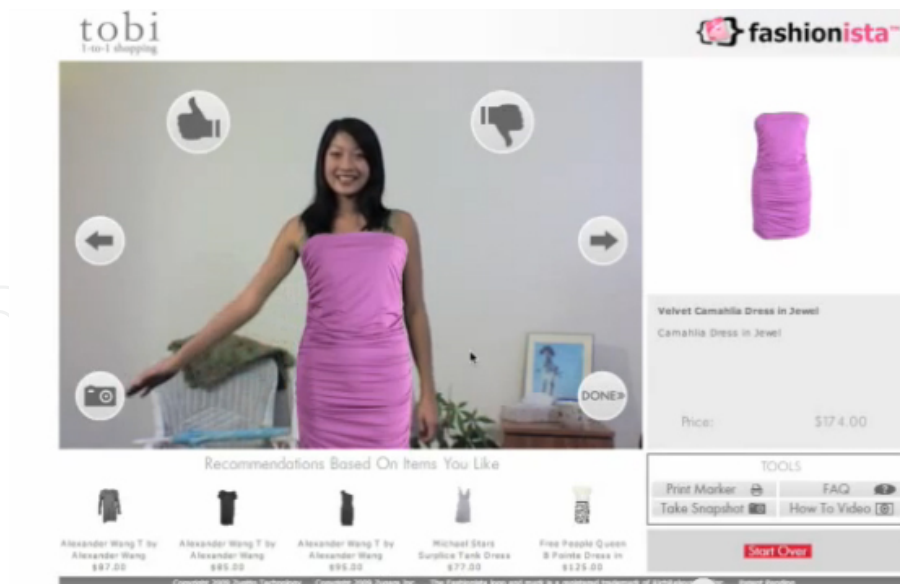 tobi
1-to-1 shopping
fashionista™
DONE»
Velvet Camahlia Dress in Jewel
Camahlia Dress in Jewel
Price: $174.00
Recommendations Based On Items You Like
Alexander Wang T by
Alexander Wang
$87.00
Alexander Wang T by
Alexander Wang
$85.00
Alexander Wang T by
Alexander Wang
$95.00
Michael Stars
Surplice Tank Dress
$77.00
Free People Queen
B Pointe Dress in
$125.00
TOOLS
Print Marker
FAQ
Take Snapshot
How To Video
Start Over